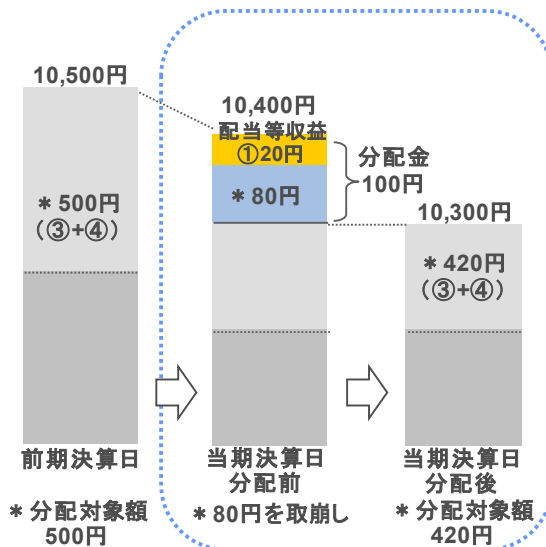 10,500円
10,400円
配当等収益
①20円
分配金
100円
＊80円
＊500円
（③+④）
10,300円
＊420円
（③+④）
前期決算日
当期決算日
分配前
当期決算日
分配後
＊分配対象額
500円
＊80円を取崩し
＊分配対象額
420円